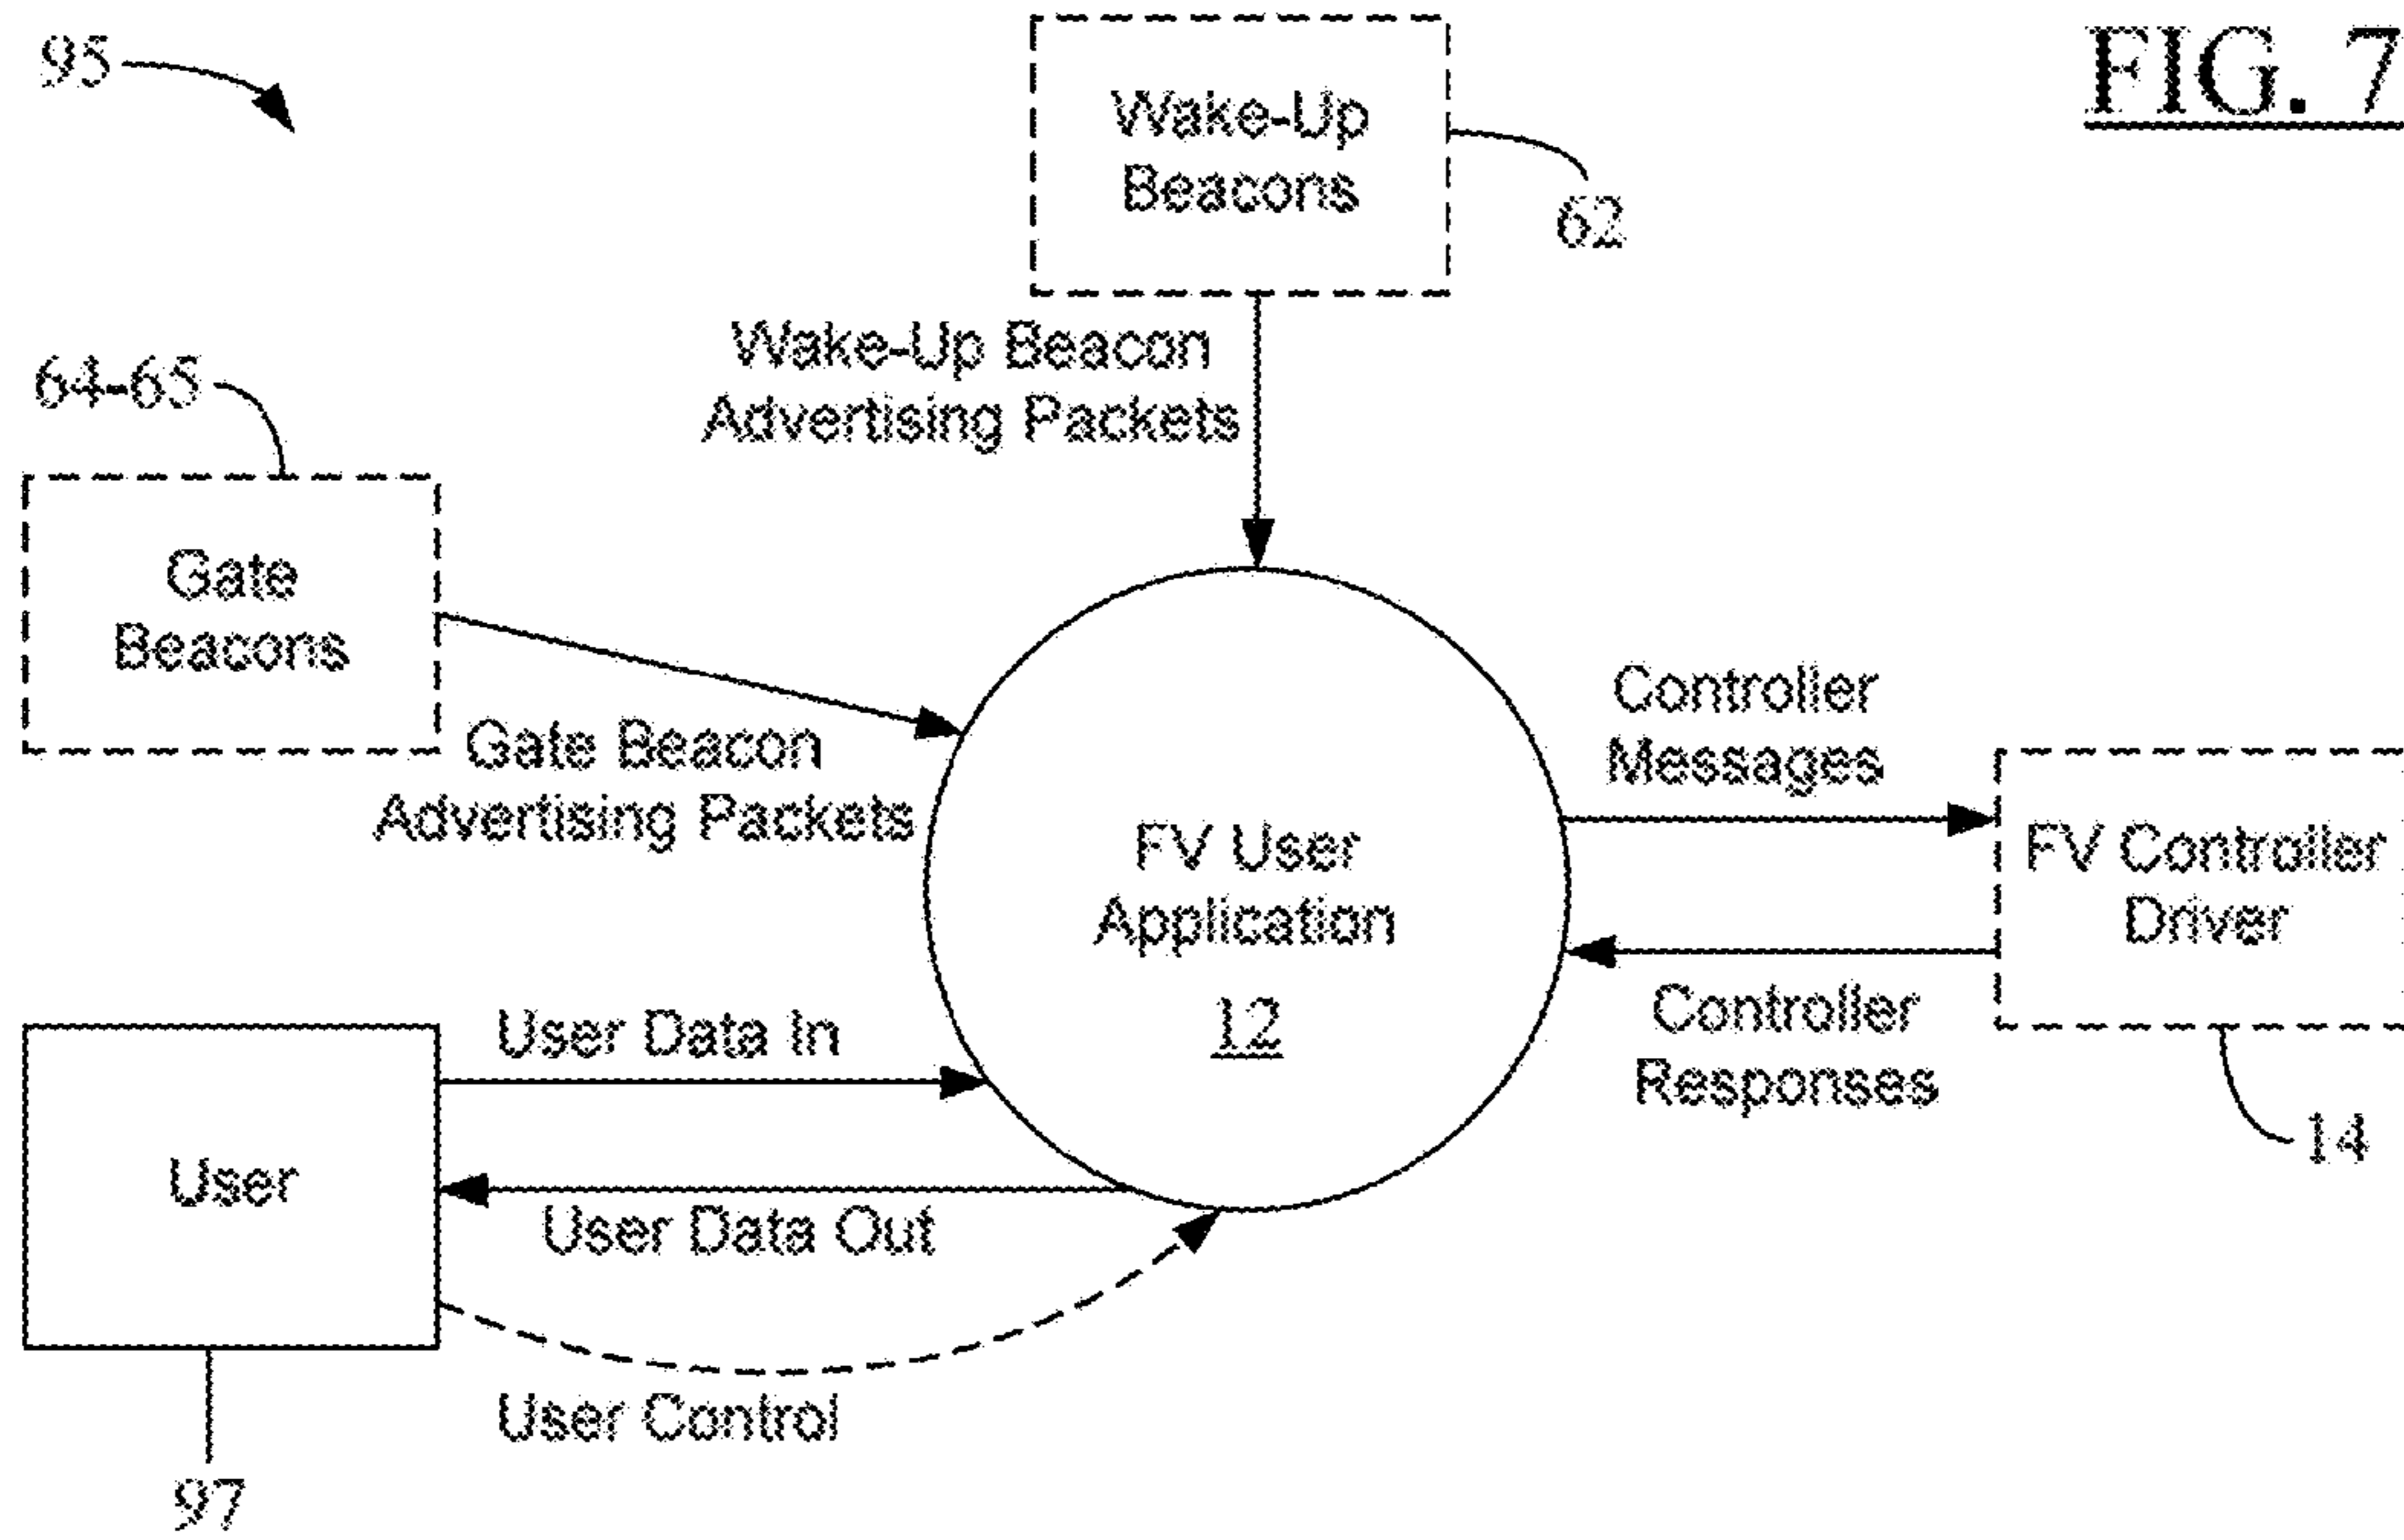 95
FIG. 7
Wake-Up
Beacons
62
Wake-Up Beacon
Advertising Packets
64-65
Gate
Beacons
Gate Beacon
Advertising Packets
Controller
Messages
FV User
Application
12
FV Controller
Driver
Controller
Responses
14
User Data In
User
User Data Out
User Control
97